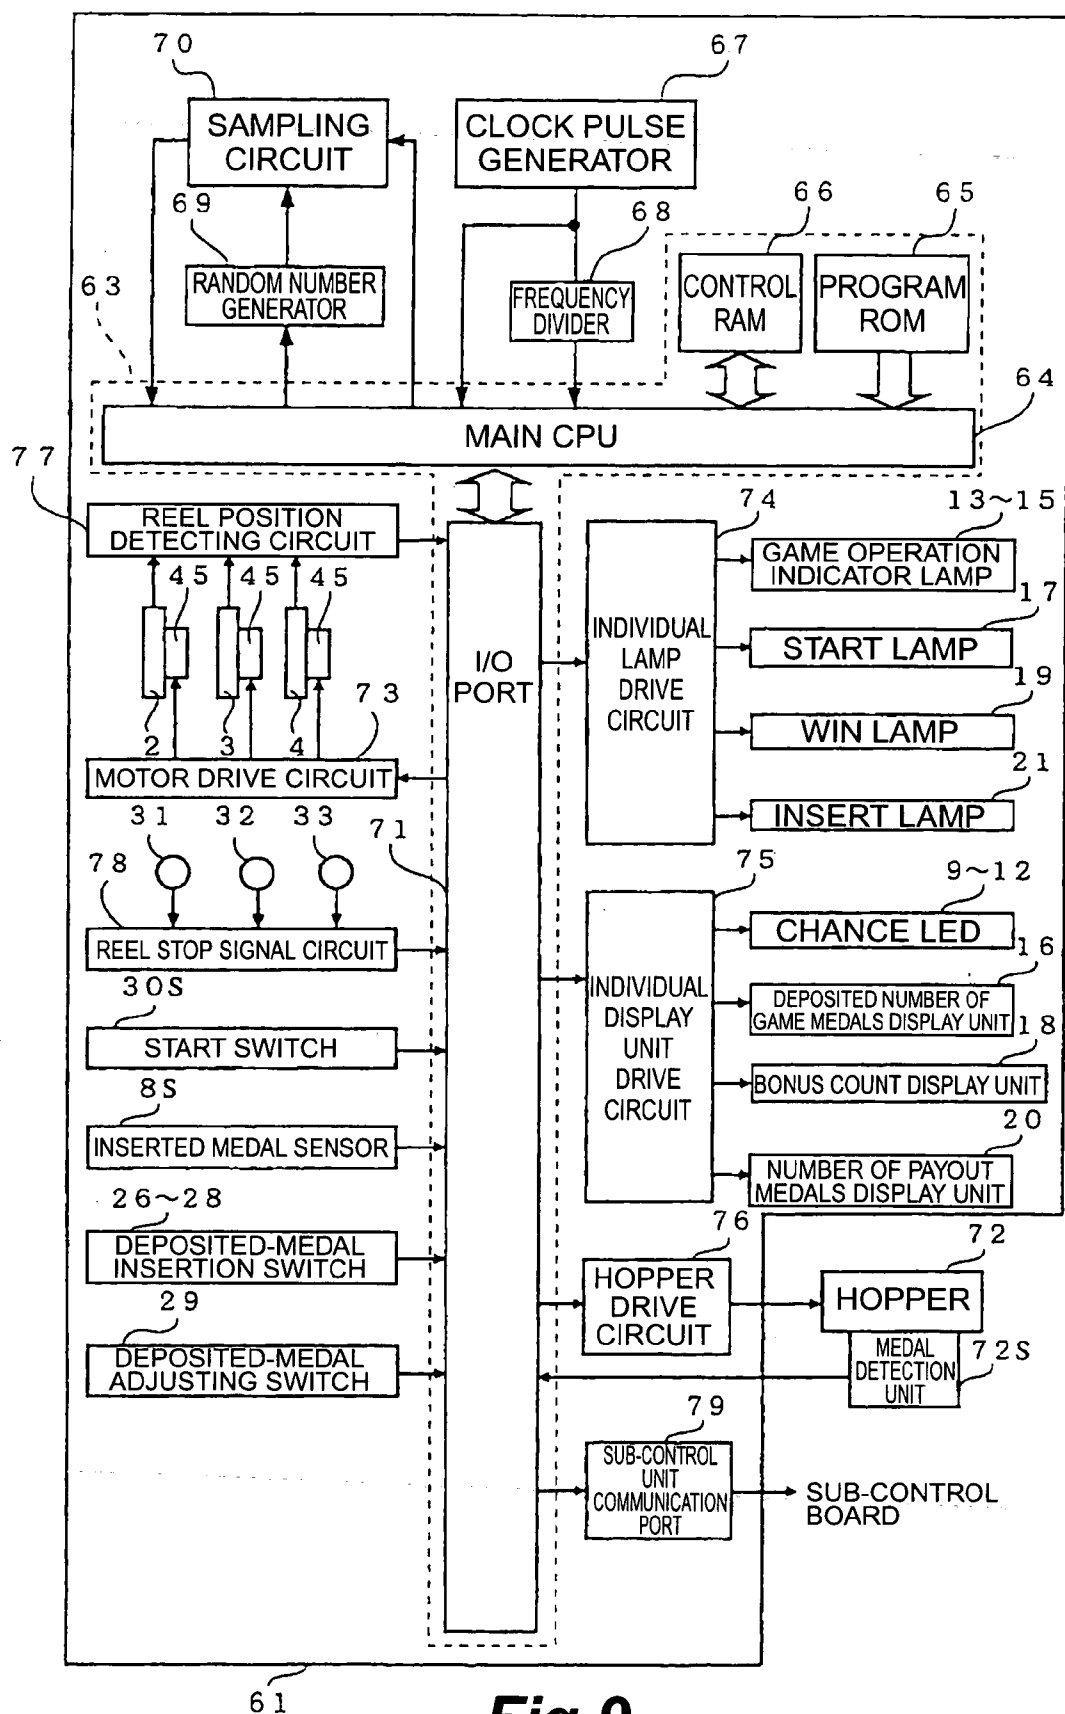 70
67
SAMPLING
CIRCUIT
CLOCK PULSE
GENERATOR
69
68
66
65
63
RANDOM NUMBER
GENERATOR
FREQUENCY
DIVIDER
CONTROL
RAM
PROGRAM
ROM
64
MAIN CPU
77
REEL POSITION
DETECTING CIRCUIT
45
45
45
2
3
4
73
MOTOR DRIVE CIRCUIT
31
32
33
71
78
REEL STOP SIGNAL CIRCUIT
30S
START SWITCH
8S
INSERTED MEDAL SENSOR
26~28
DEPOSITED-MEDAL
INSERTION SWITCH
29
DEPOSITED-MEDAL
ADJUSTING SWITCH
I/O
PORT
74
INDIVIDUAL
LAMP
DRIVE
CIRCUIT
13~15
GAME OPERATION
INDICATOR LAMP
17
START LAMP
19
WIN LAMP
21
INSERT LAMP
75
INDIVIDUAL
DISPLAY
UNIT
DRIVE
CIRCUIT
9~12
CHANCE LED
16
DEPOSITED NUMBER OF
GAME MEDALS DISPLAY UNIT
18
BONUS COUNT DISPLAY UNIT
20
NUMBER OF PAYOUT
MEDALS DISPLAY UNIT
76
HOPPER
DRIVE
CIRCUIT
72
HOPPER
MEDAL
DETECTION
UNIT
72S
79
SUB-CONTROL
UNIT
COMMUNICATION
PORT
SUB-CONTROL
BOARD
61
Fig.9